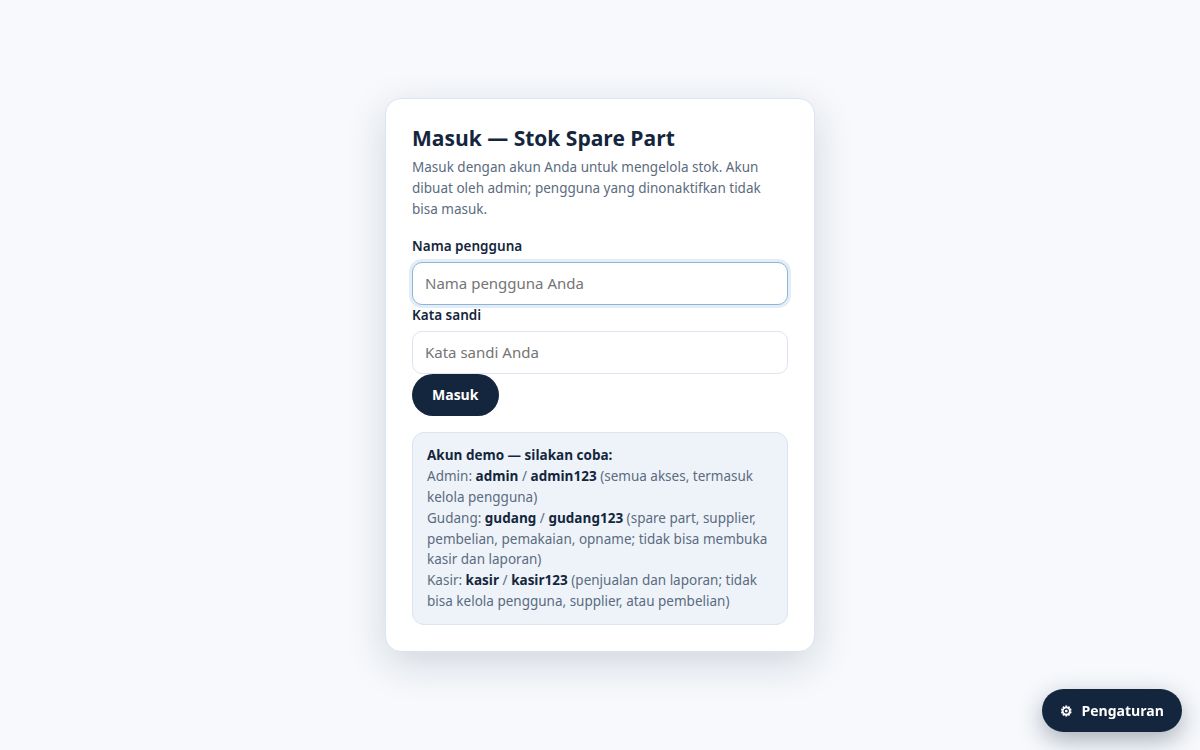 Masuk — Stok Spare Part
Masuk dengan akun Anda untuk mengelola stok. Akun
dibuat oleh admin; pengguna yang dinonaktifkan tidak
bisa masuk.
Nama pengguna
Nama pengguna Anda
Kata sandi
Kata sandi Anda
Masuk
Akun demo — silakan coba:
Admin: admin / admin123 (semua akses, termasuk
kelola pengguna)
Gudang: gudang / gudang123 (spare part, supplier,
pembelian, pemakaian, opname; tidak bisa membuka
kasir dan laporan)
Kasir: kasir / kasir123 (penjualan dan laporan; tidak
bisa kelola pengguna, supplier, atau pembelian)
⚙ Pengaturan